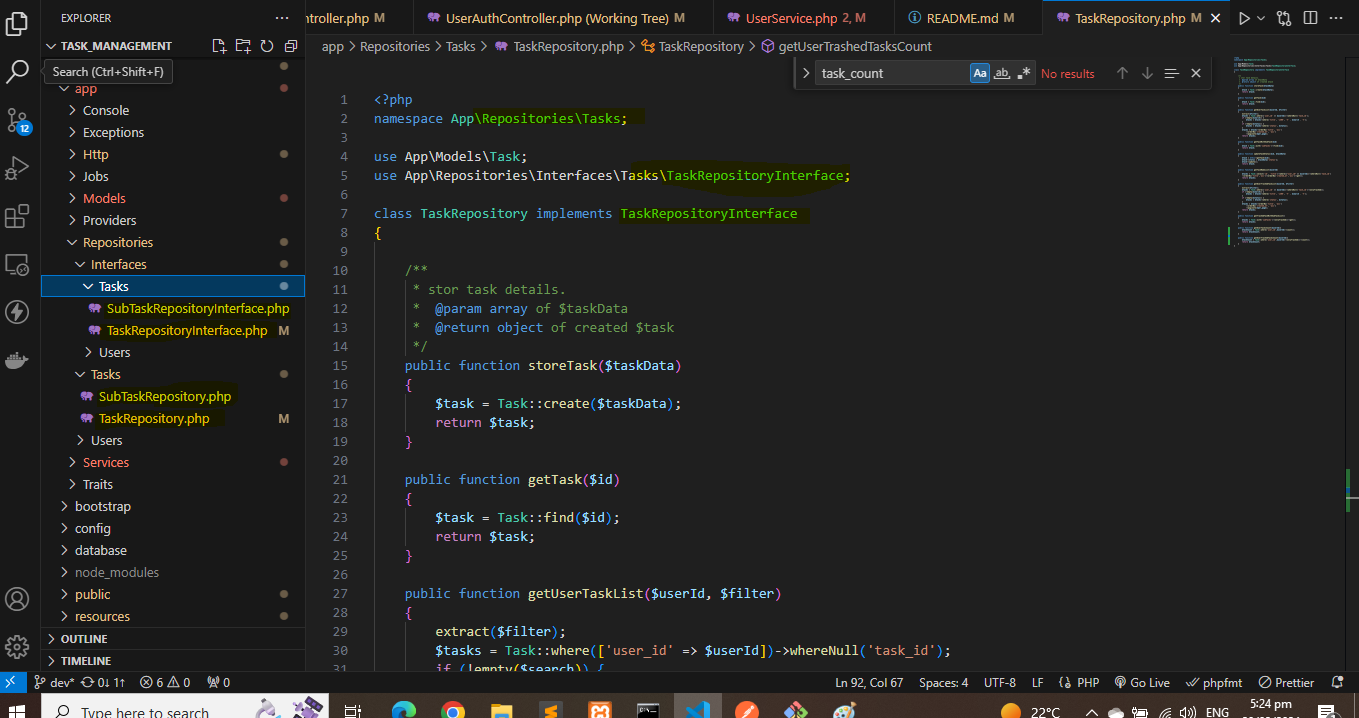 EXPLORER
TASK_MANAGEMENT
Search (Ctrl+Shift+F)
app
Console
Exceptions
Http
Jobs
Models
Providers
Repositories
Interfaces
Tasks
SubTaskRepositoryInterface.php
TaskRepositoryInterface.php M
Users
Tasks
SubTaskRepository.php
TaskRepository.php M
Users
Services
Traits
bootstrap
config
database
node_modules
public
resources
OUTLINE
TIMELINE
12
ntroller.php M
UserAuthController.php (Working Tree) M
UserService.php 2, M
README.md M
TaskRepository.php M
app > Repositories > Tasks > TaskRepository.php > TaskRepository > getUserTrashedTasksCount
task_count Aa ab .* No results
1 <?php
2 namespace App\Repositories\Tasks;
3
4 use App\Models\Task;
5 use App\Repositories\Interfaces\Tasks\TaskRepositoryInterface;
6
7 class TaskRepository implements TaskRepositoryInterface
8 {
9
10 /**
11 * stor task details.
12 * @param array of $taskData
13 * @return object of created $task
14 */
15 public function storeTask($taskData)
16 {
17 $task = Task::create($taskData);
18 return $task;
19 }
20
21 public function getTask($id)
22 {
23 $task = Task::find($id);
24 return $task;
25 }
26
27 public function getUserTaskList($userId, $filter)
28 {
29 extract($filter);
30 $tasks = Task::where(['user_id' => $userId])->whereNull('task_id');
31 if (!empty($search)) {
dev* 0↓ 1↑ 6 0 0
Ln 92, Col 67 Spaces: 4 UTF-8 LF PHP Go Live phpfmt Prettier
Type here to search
22°C ENG 5:24 pm